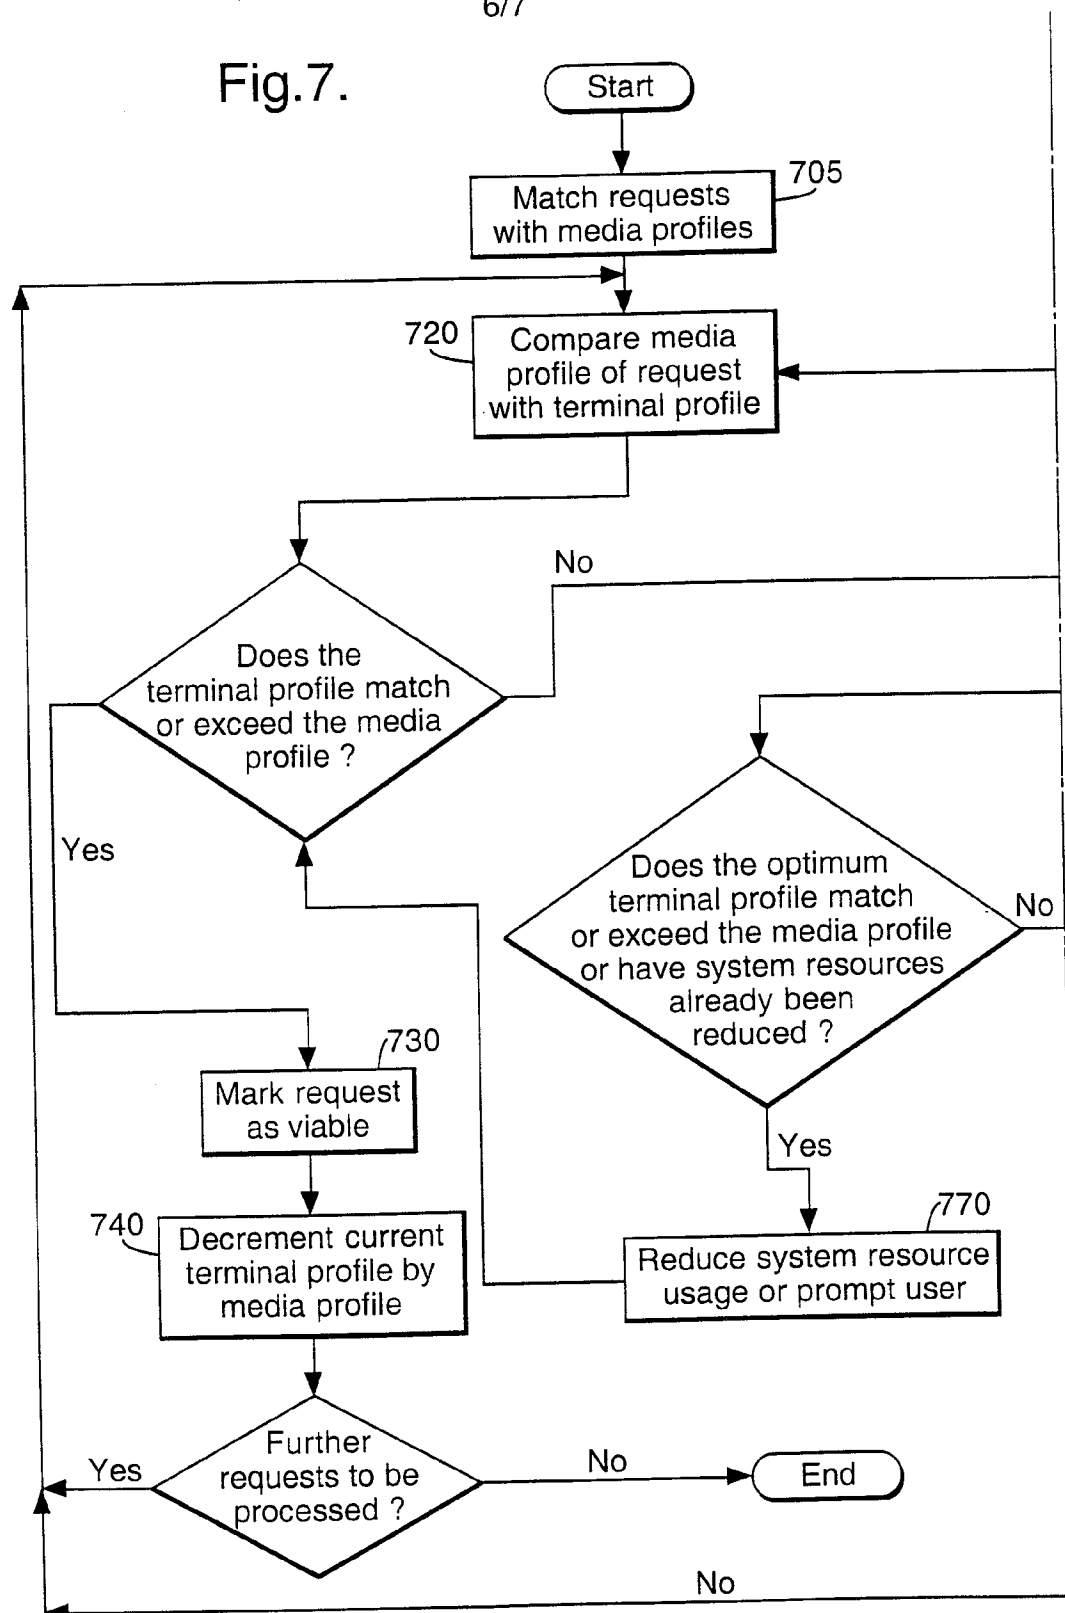 6/7
Fig.7.
Start
705
Match requests
with media profiles
720
Compare media
profile of request
with terminal profile
No
Does the
terminal profile match
or exceed the media
profile ?
Yes
Does the optimum
terminal profile match
or exceed the media profile
or have system resources
already been
reduced ?
No
730
Mark request
as viable
Yes
740
Decrement current
terminal profile by
media profile
770
Reduce system resource
usage or prompt user
Further
requests to be
processed ?
Yes
No
End
No